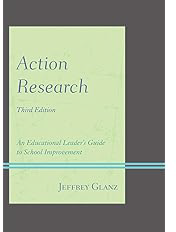 Action
Research
Third Edition
An Educational Leader's Guide
to School Improvement
JEFFREY GLANZ